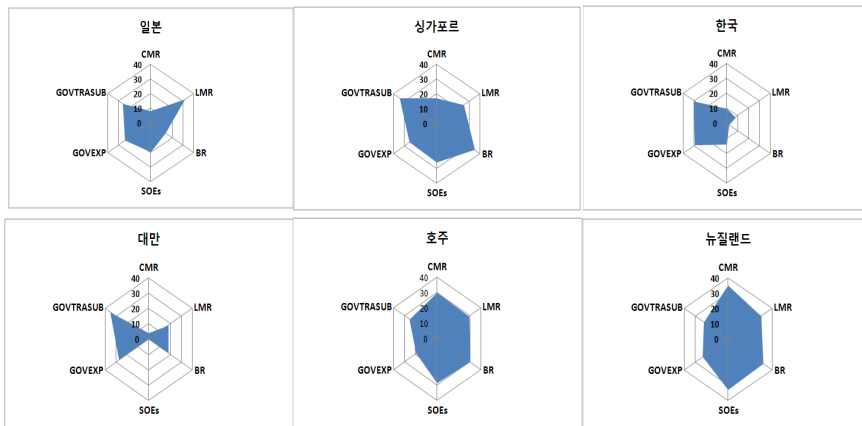 일본
CMR
40
30
20
10
0
GOVTRASUB
LMR
GOVEXP
BR
SOEs
싱가포르
CMR
40
30
20
10
0
GOVTRASUB
LMR
GOVEXP
BR
SOEs
한국
CMR
40
30
20
10
0
GOVTRASUB
LMR
GOVEXP
BR
SOEs
대만
CMR
40
30
20
10
0
GOVTRASUB
LMR
GOVEXP
BR
SOEs
호주
CMR
40
30
20
10
0
GOVTRASUB
LMR
GOVEXP
BR
SOEs
뉴질랜드
CMR
40
30
20
10
0
GOVTRASUB
LMR
GOVEXP
BR
SOEs